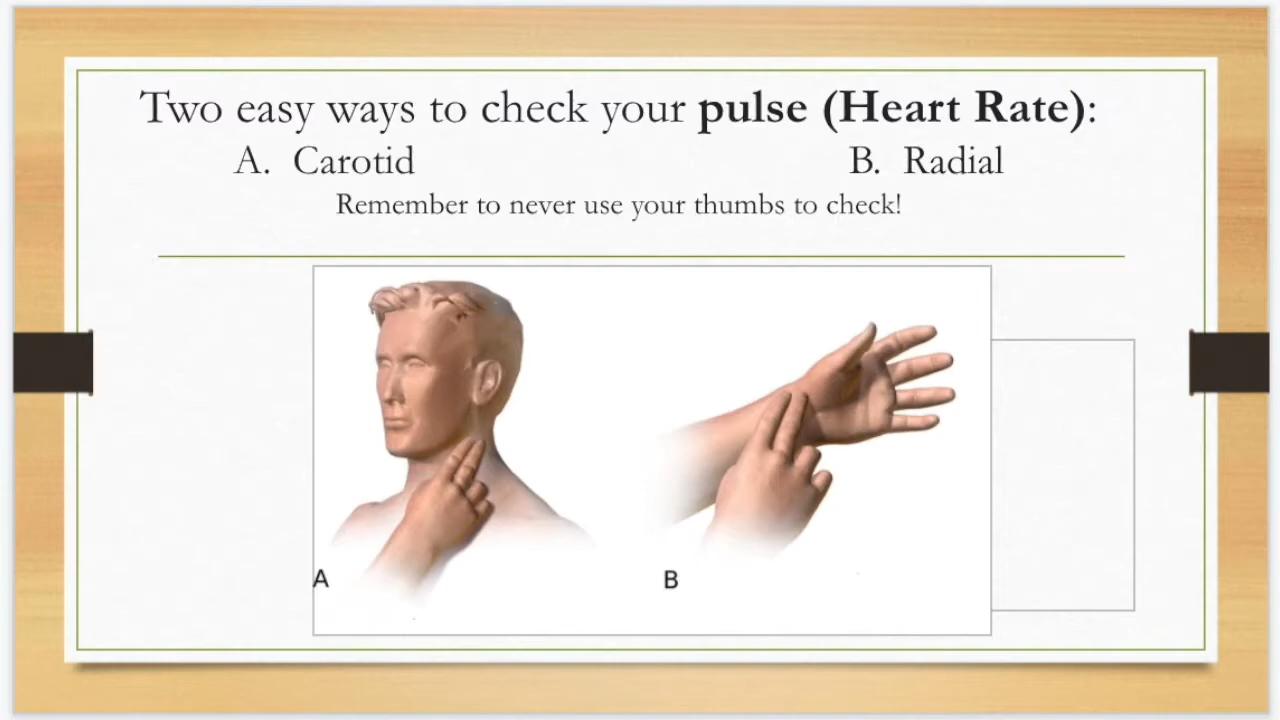 Two easy ways to check your pulse (Heart Rate):
A. Carotid B. Radial
Remember to never use your thumbs to check!
A B